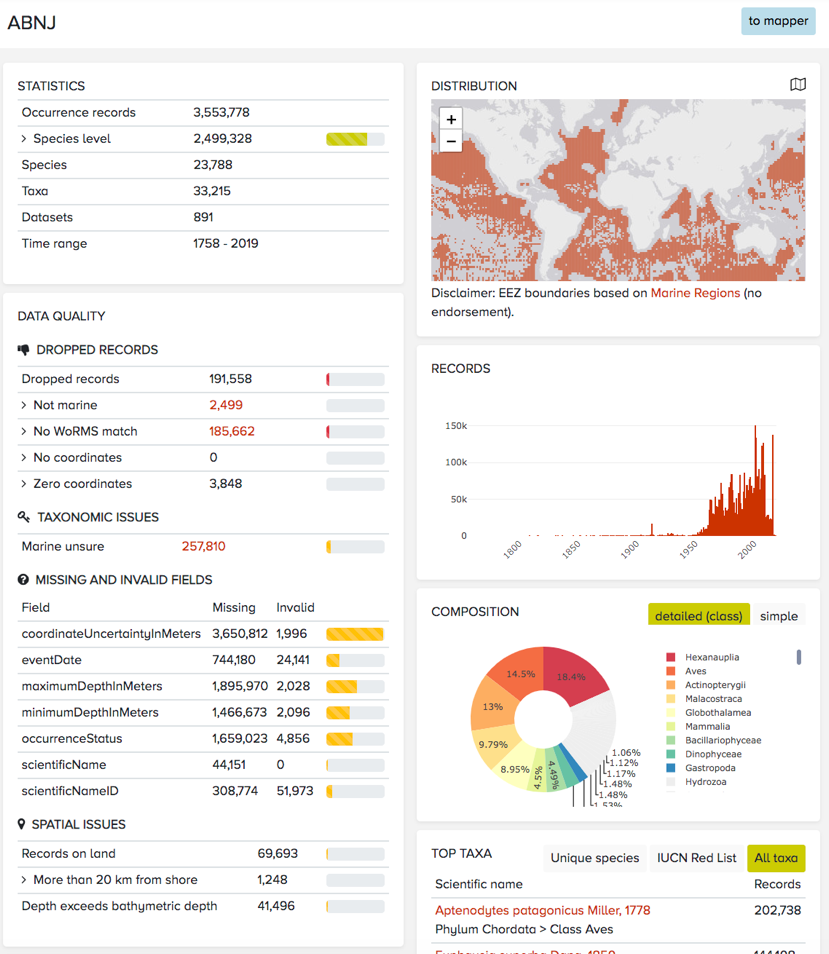 ABNJ
to mapper
STATISTICS
Occurrence records 3,553,778
> Species level 2,499,328
Species 23,788
Taxa 33,215
Datasets 891
Time range 1758 - 2019
DATA QUALITY
DROPPED RECORDS
Dropped records 191,558
> Not marine 2,499
> No WoRMS match 185,662
> No coordinates 0
> Zero coordinates 3,848
TAXONOMIC ISSUES
Marine unsure 257,810
MISSING AND INVALID FIELDS
Field Missing Invalid
coordinateUncertaintyInMeters 3,650,812 1,996
eventDate 744,180 24,141
maximumDepthInMeters 1,895,970 2,028
minimumDepthInMeters 1,466,673 2,096
occurrenceStatus 1,659,023 4,856
scientificName 44,151 0
scientificNameID 308,774 51,973
SPATIAL ISSUES
Records on land 69,693
> More than 20 km from shore 1,248
Depth exceeds bathymetric depth 41,496
DISTRIBUTION
+
−
Disclaimer: EEZ boundaries based on Marine Regions (no
endorsement).
RECORDS
150k
100k
50k
0
1800 1850 1900 1950 2000
COMPOSITION
detailed (class) simple
18.4%
14.5%
13%
9.79%
8.95%
4.5%
4.49%
1.06%
1.12%
1.17%
1.48%
1.48%
1.53%
Hexanauplia
Aves
Actinopterygii
Malacostraca
Globothalamea
Mammalia
Bacillariophyceae
Dinophyceae
Gastropoda
Hydrozoa
TOP TAXA
Unique species IUCN Red List All taxa
Scientific name Records
Aptenodytes patagonicus Miller, 1778 202,738
Phylum Chordata > Class Aves